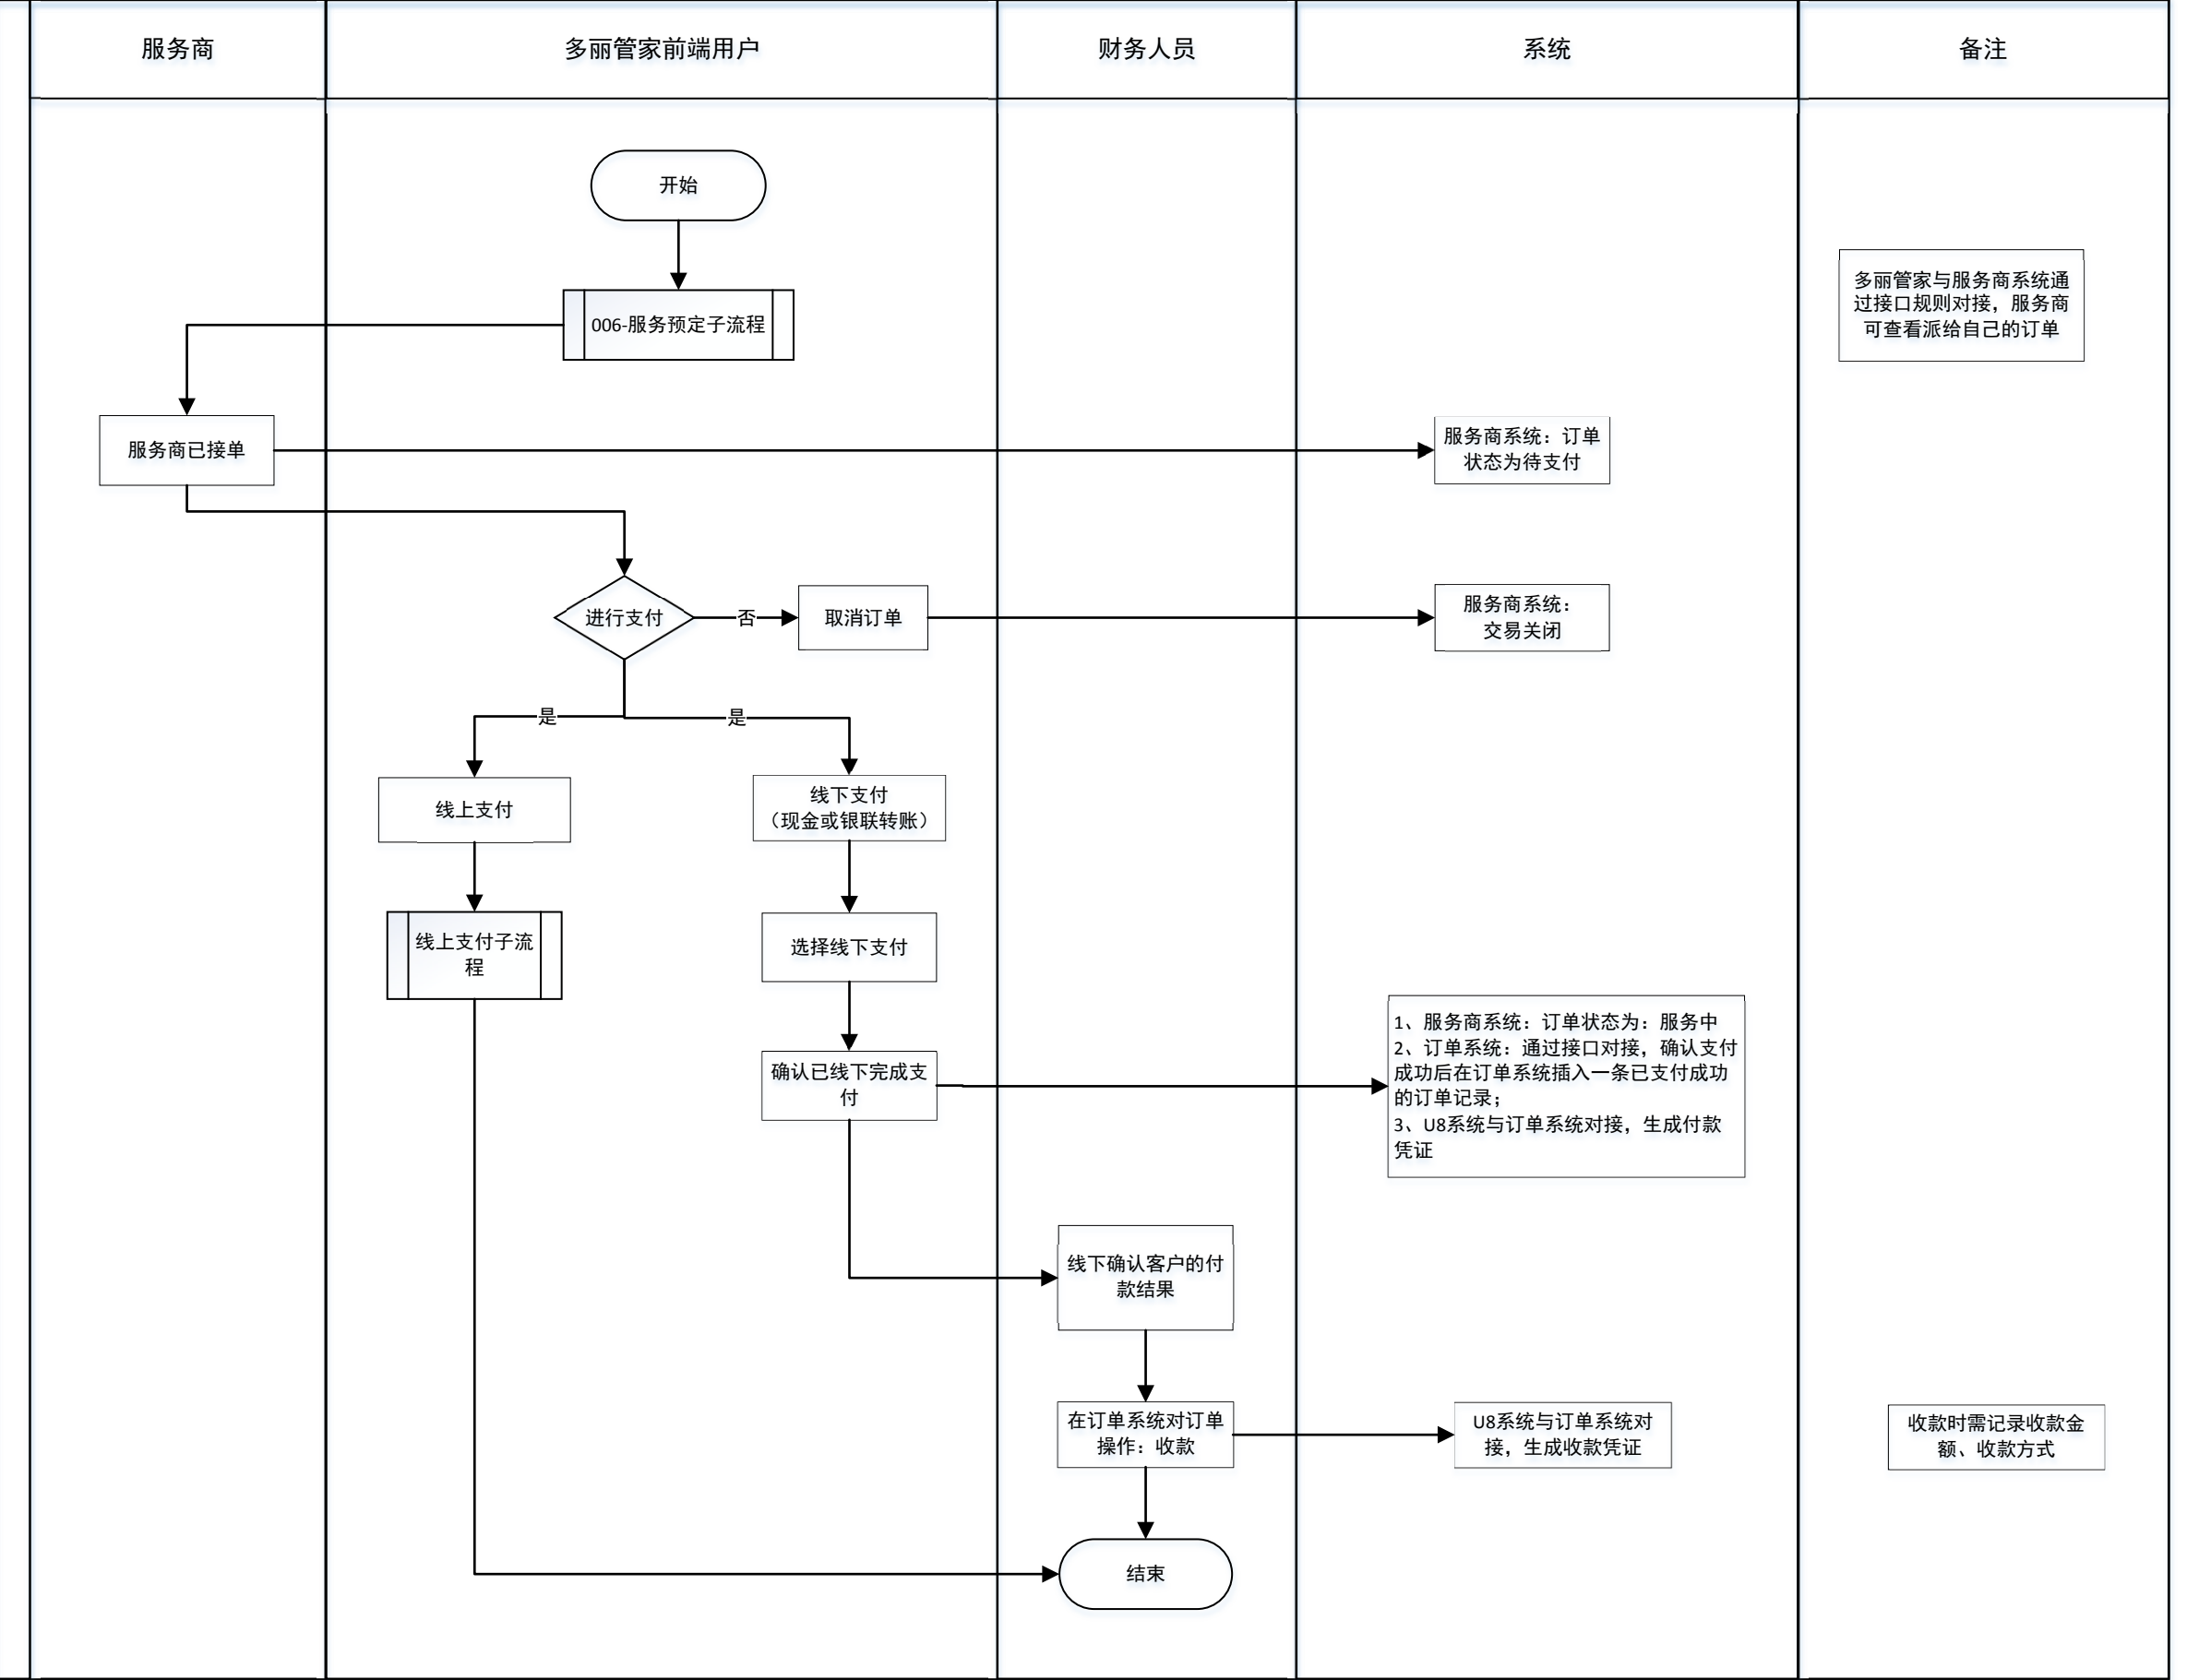 服务商
多丽管家前端用户
财务人员
系统
备注
开始
006-服务预定子流程
多丽管家与服务商系统通
过接口规则对接，服务商
可查看派给自己的订单
服务商已接单
服务商系统：订单
状态为待支付
进行支付
否
取消订单
服务商系统：
交易关闭
是
是
线上支付
线下支付
（现金或银联转账）
线上支付子流
程
选择线下支付
确认已线下完成支
付
1、服务商系统：订单状态为：服务中
2、订单系统：通过接口对接，确认支付
成功后在订单系统插入一条已支付成功
的订单记录；
3、U8系统与订单系统对接，生成付款
凭证
线下确认客户的付
款结果
在订单系统对订单
操作：收款
U8系统与订单系统对
接，生成收款凭证
收款时需记录收款金
额、收款方式
结束